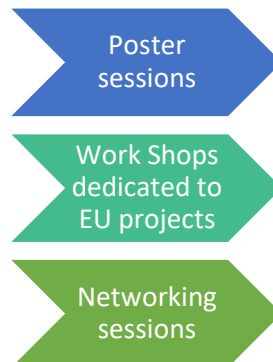 Poster
sessions
Work Shops
dedicated to
EU projects
Networking
sessions